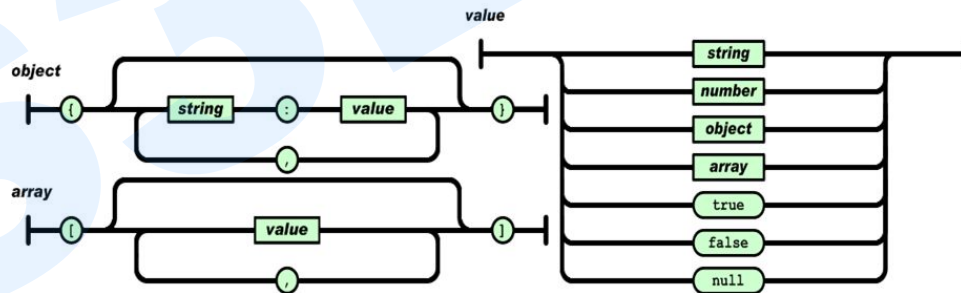 object
{ string : value }
,
array
[ value ]
,
value
string
number
object
array
true
false
null